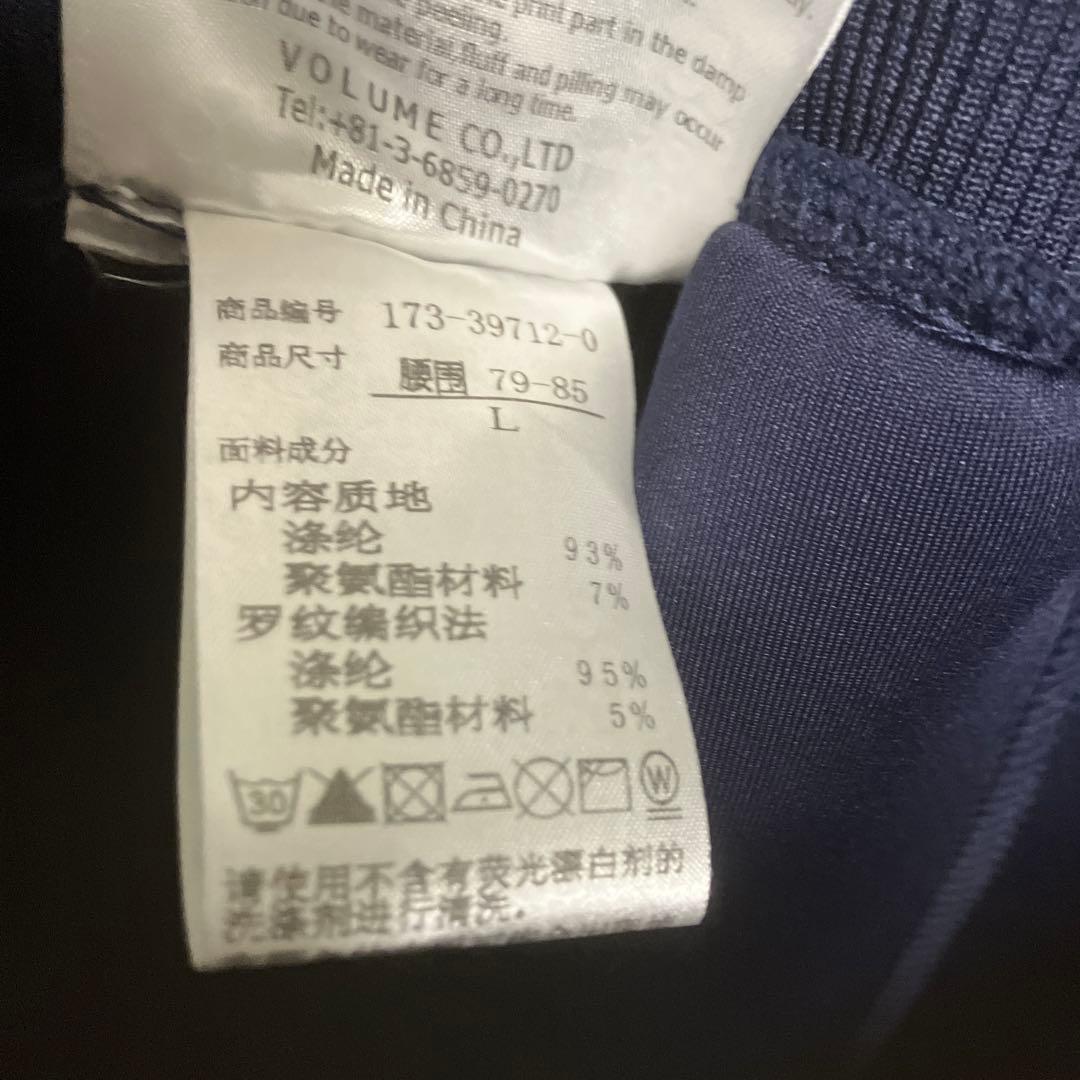 print part in the damp
peeling.
the material,fluff and pilling may occur
due to wear for a long time.
VOLUME CO.,LTD
Tel:+81-3-6859-0270
Made in China
商品编号 173-39712-0
商品尺寸 腰围 79-85
L
面料成分
内容质地
涤纶 93%
聚氨酯材料 7%
罗纹编织法
涤纶 95%
聚氨酯材料 5%
30 W
请使用不含有荧光漂白剂的
洗涤剂进行清洗.